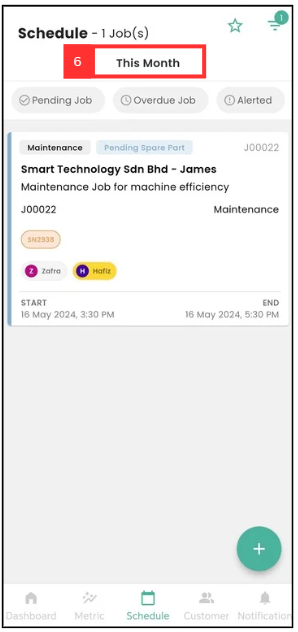 Schedule - 1 Job(s)
1
6
This Month
Pending Job
Overdue Job
Alerted
Maintenance
Pending Spare Part
J00022
Smart Technology Sdn Bhd - James
Maintenance Job for machine efficiency
J00022
Maintenance
SN2938
Z
Zafra
H
Hafiz
START
END
16 May 2024, 3:30 PM
16 May 2024, 5:30 PM
+
Dashboard
Metric
Schedule
Customer
Notification